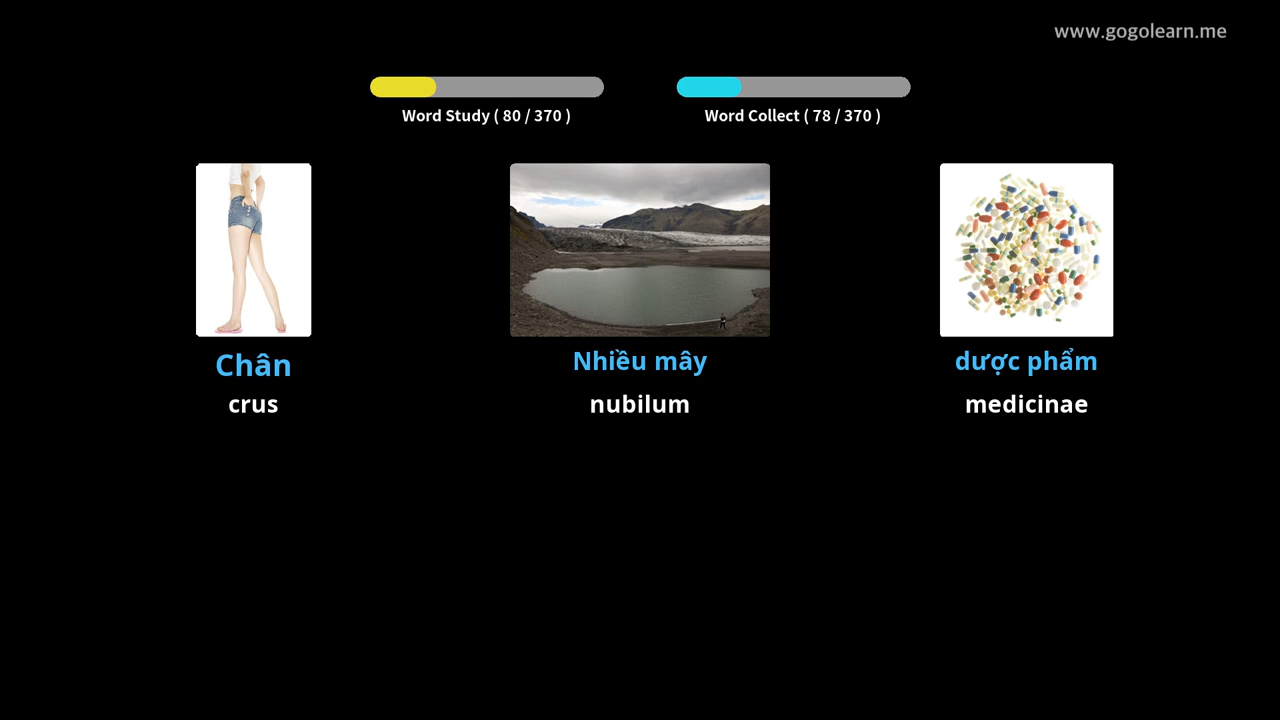 www.gogolearn.me
Word Study ( 80 / 370 )
Word Collect ( 78 / 370 )
Chân
crus
Nhiều mây
nubilum
dược phẩm
medicinae